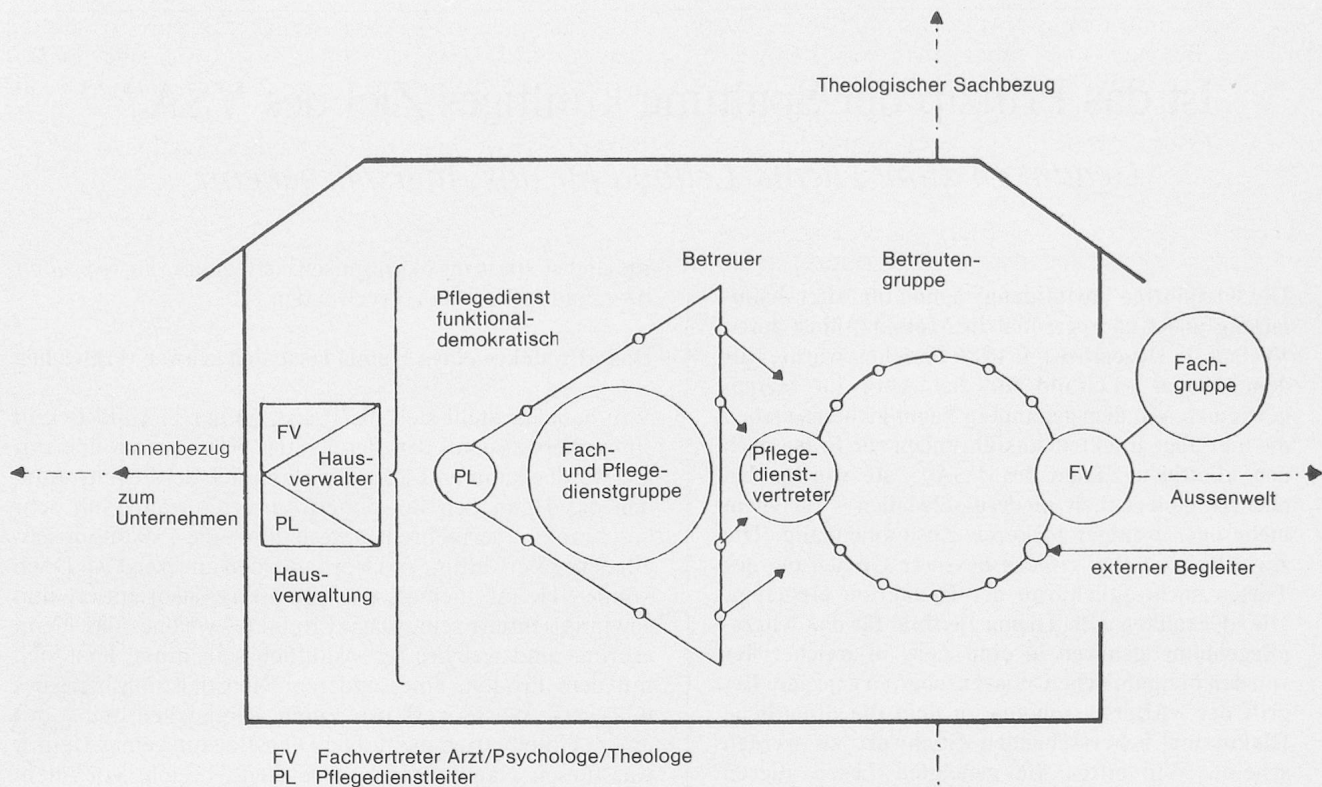 Theologischer Sachbezug
Betreuer
Betreuten-
gruppe
Pflegedienst
funktional-
demokratisch
Fach-
gruppe
FV
Haus-
verwalter
PL
Innenbezug
zum
Unternehmen
PL
Fach-
und Pflege-
dienstgruppe
Pflege-
dienst-
vertreter
FV
Aussenwelt
externer Begleiter
Haus-
verwaltung
FV Fachvertreter Arzt/Psychologe/Theologe
PL Pflegedienstleiter